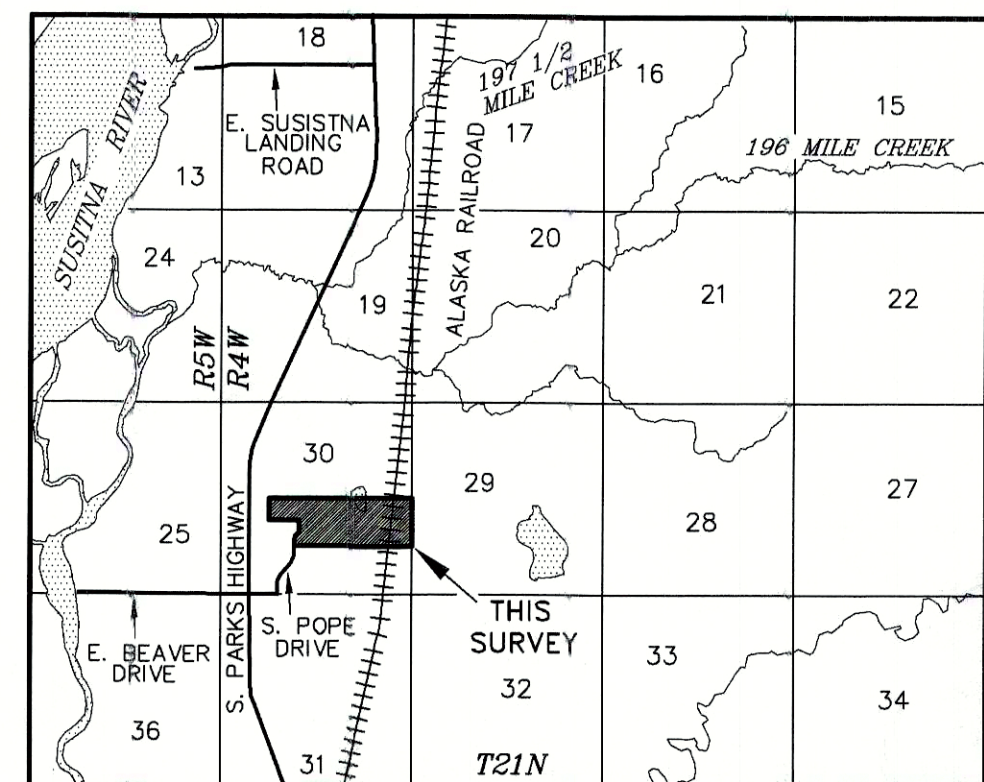 18
197 1/2
MILE CREEK
16
15
E. SUSISTNA
LANDING
ROAD
17
196 MILE CREEK
13
SUSITNA RIVER
ALASKA RAILROAD
24
20
19
21
22
R5W
R4W
30
29
27
28
25
S. PARKS HIGHWAY
THIS
SURVEY
S. POPE
DRIVE
E. BEAVER
DRIVE
33
32
34
36
31
T21N